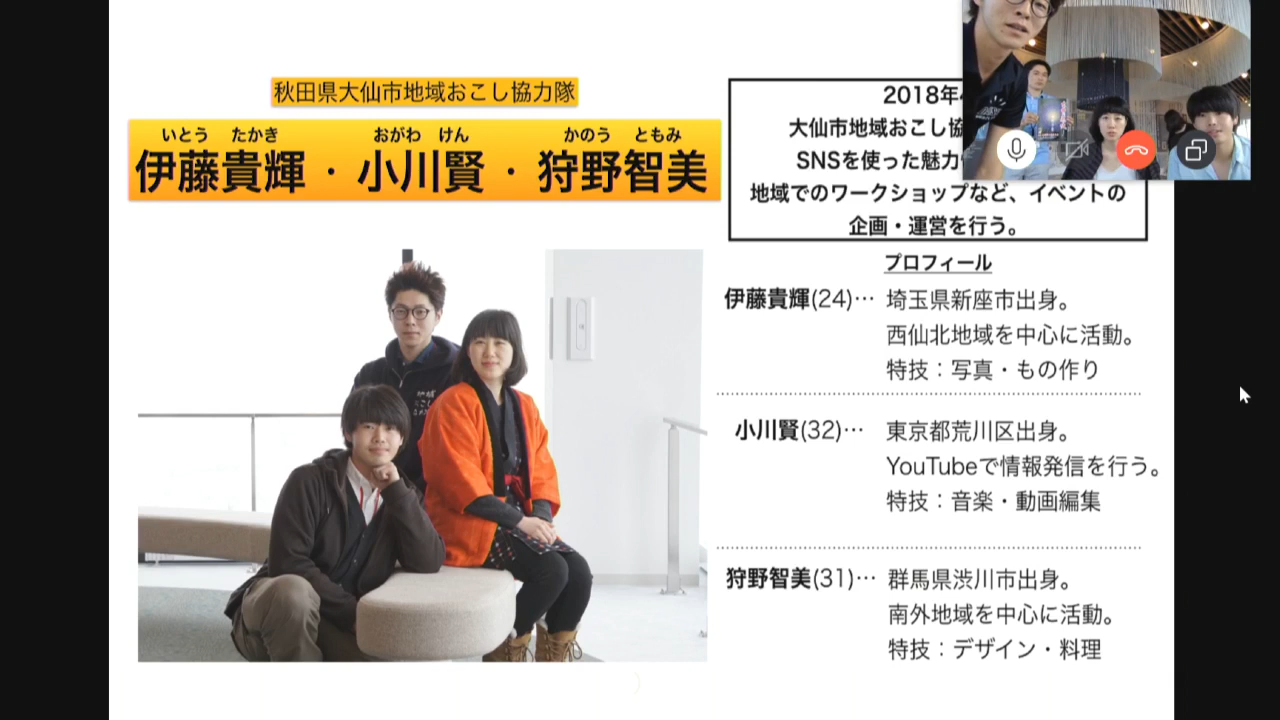 秋田県大仙市地域おこし協力隊
いとう たかき おがわ けん かのう ともみ
伊藤貴輝・小川賢・狩野智美
2018年
大仙市地域おこし協
SNSを使った魅力
地域でのワークショップなど、イベントの
企画・運営を行う。
プロフィール
伊藤貴輝(24)… 埼玉県新座市出身。
西仙北地域を中心に活動。
特技：写真・もの作り
小川賢(32)… 東京都荒川区出身。
YouTubeで情報発信を行う。
特技：音楽・動画編集
狩野智美(31)… 群馬県渋川市出身。
南外地域を中心に活動。
特技：デザイン・料理